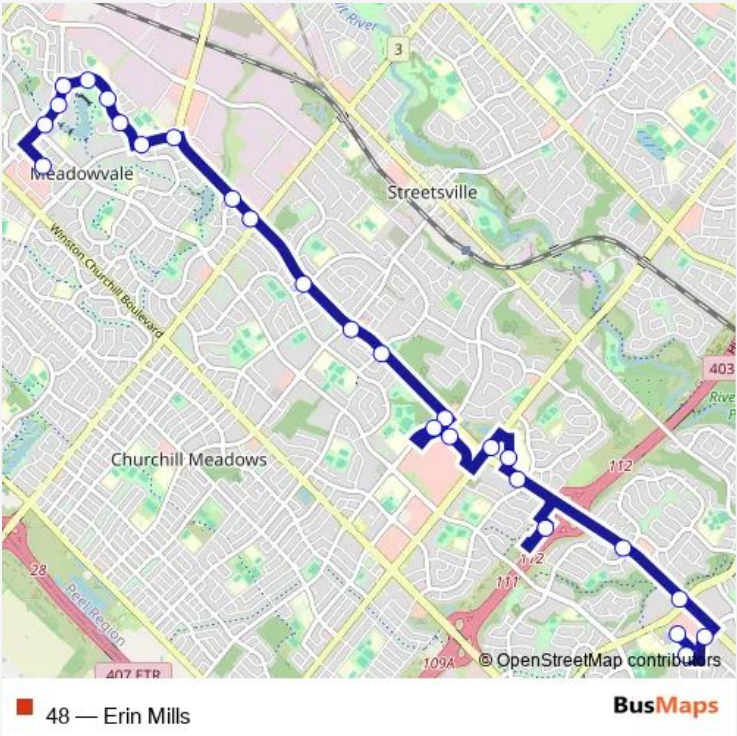 3
Streetsville
Meadowvale
Winston Churchill Boulevard
403
Churchill Meadows
112
28
112
111
Peel Region
109A
© OpenStreetMap contributors
407 ETR
48 — Erin Mills
BusMaps